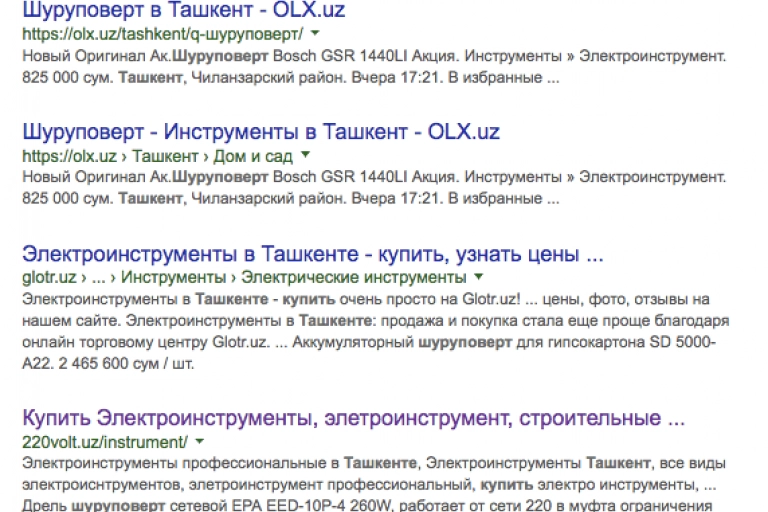 Шуруповерт в Ташкент - OLX.uz
https://olx.uz/tashkent/q-шуруповерт/
Новый Оригинал Ак.Шуруповерт Bosch GSR 1440LI Акция. Инструменты » Электроинструмент.
825 000 сум. Ташкент, Чиланзарский район. Вчера 17:21. В избранные ...
Шуруповерт - Инструменты в Ташкент - OLX.uz
https://olx.uz › Ташкент › Дом и сад
Новый Оригинал Ак.Шуруповерт Bosch GSR 1440LI Акция. Инструменты » Электроинструмент.
825 000 сум. Ташкент, Чиланзарский район. Вчера 17:21. В избранные ...
Электроинструменты в Ташкенте - купить, узнать цены ...
glotr.uz › ... › Инструменты › Электрические инструменты
Электроинструменты в Ташкенте - купить очень просто на Glotr.uz! ... цены, фото, отзывы на
нашем сайте. Электроинструменты в Ташкенте: продажа и покупка стала еще проще благодаря
онлайн торговому центру Glotr.uz. ... Аккумуляторный шуруповерт для гипсокартона SD 5000-
A22. 2 465 600 сум / шт.
Купить Электроинструменты, элетроинструмент, строительные ...
220volt.uz/instrument/
Электроинструменты профессиональные в Ташкенте, Электроинструменты Ташкент, все виды
электроиснтрументов, элетроинструмент профессиональный, купить электро инструменты, ...
Дрель шуруповерт сетевой EPA EED-10P-4 260W, работает от сети 220 в муфта ограничения